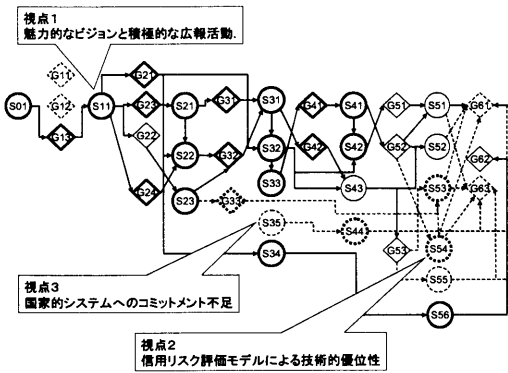 視点1
魅力的なビジョンと積極的な広報活動.
G11
G21
S01
G12
S11
G23
S21
G31
S31
G41
S41
G51
S51
G61
G13
G22
S22
G32
S32
G42
S42
G52
S52
G62
G24
S23
G33
S33
S43
S53
G63
S35
S44
S34
G53
S54
S55
S56
視点3
国家的システムへのコミットメント不足
視点2
信用リスク評価モデルによる技術的優位性